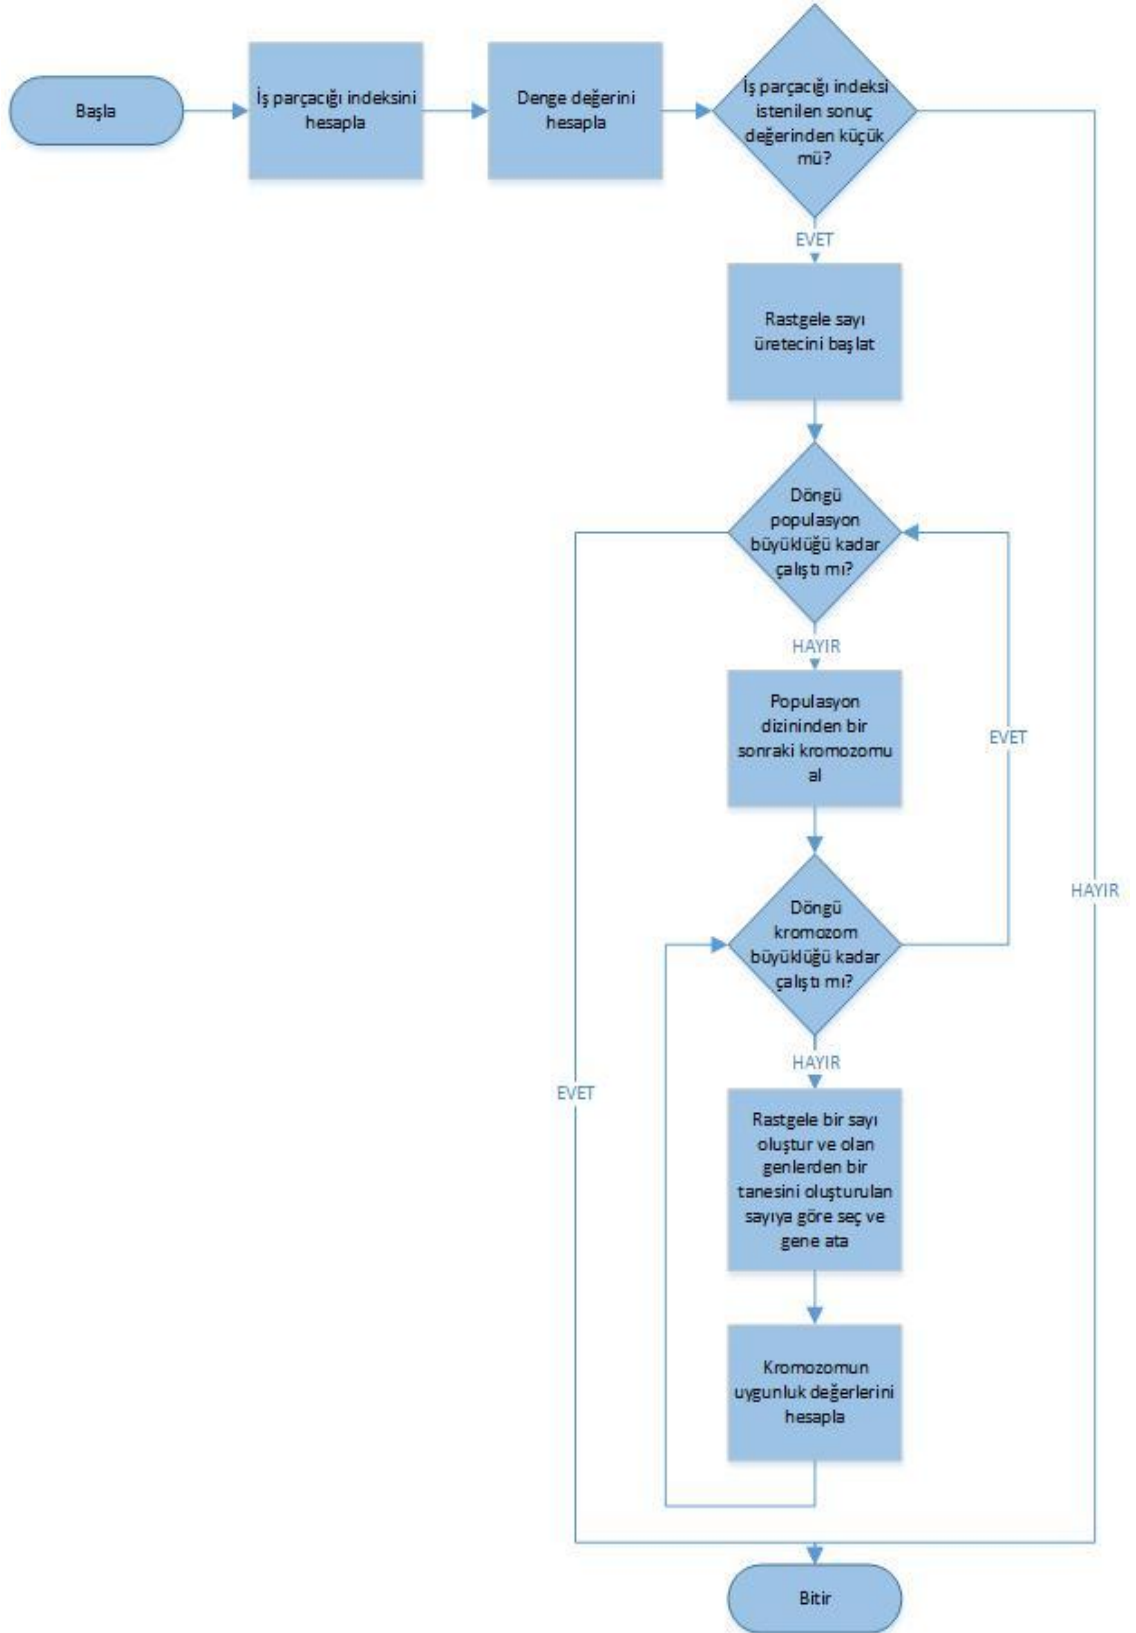 Başla
İş parçacığı indeksini
hesapla
Denge değerini
hesapla
İş parçacığı indeksi
istenilen sonuç
değerinden küçük
mü?
EVET
Rastgele sayı
üretecini başlat
Döngü
populasyon
büyüklüğü kadar
çalıştı mı?
HAYIR
Populasyon
dizininden bir
sonraki kromozomu
al
EVET
HAYIR
Döngü
kromozom
büyüklüğü kadar
çalıştı mı?
HAYIR
EVET
Rastgele bir sayı
oluştur ve olan
genlerden bir
tanesini oluşturulan
sayıya göre seç ve
gene ata
Kromozomun
uygunluk değerlerini
hesapla
Bitir